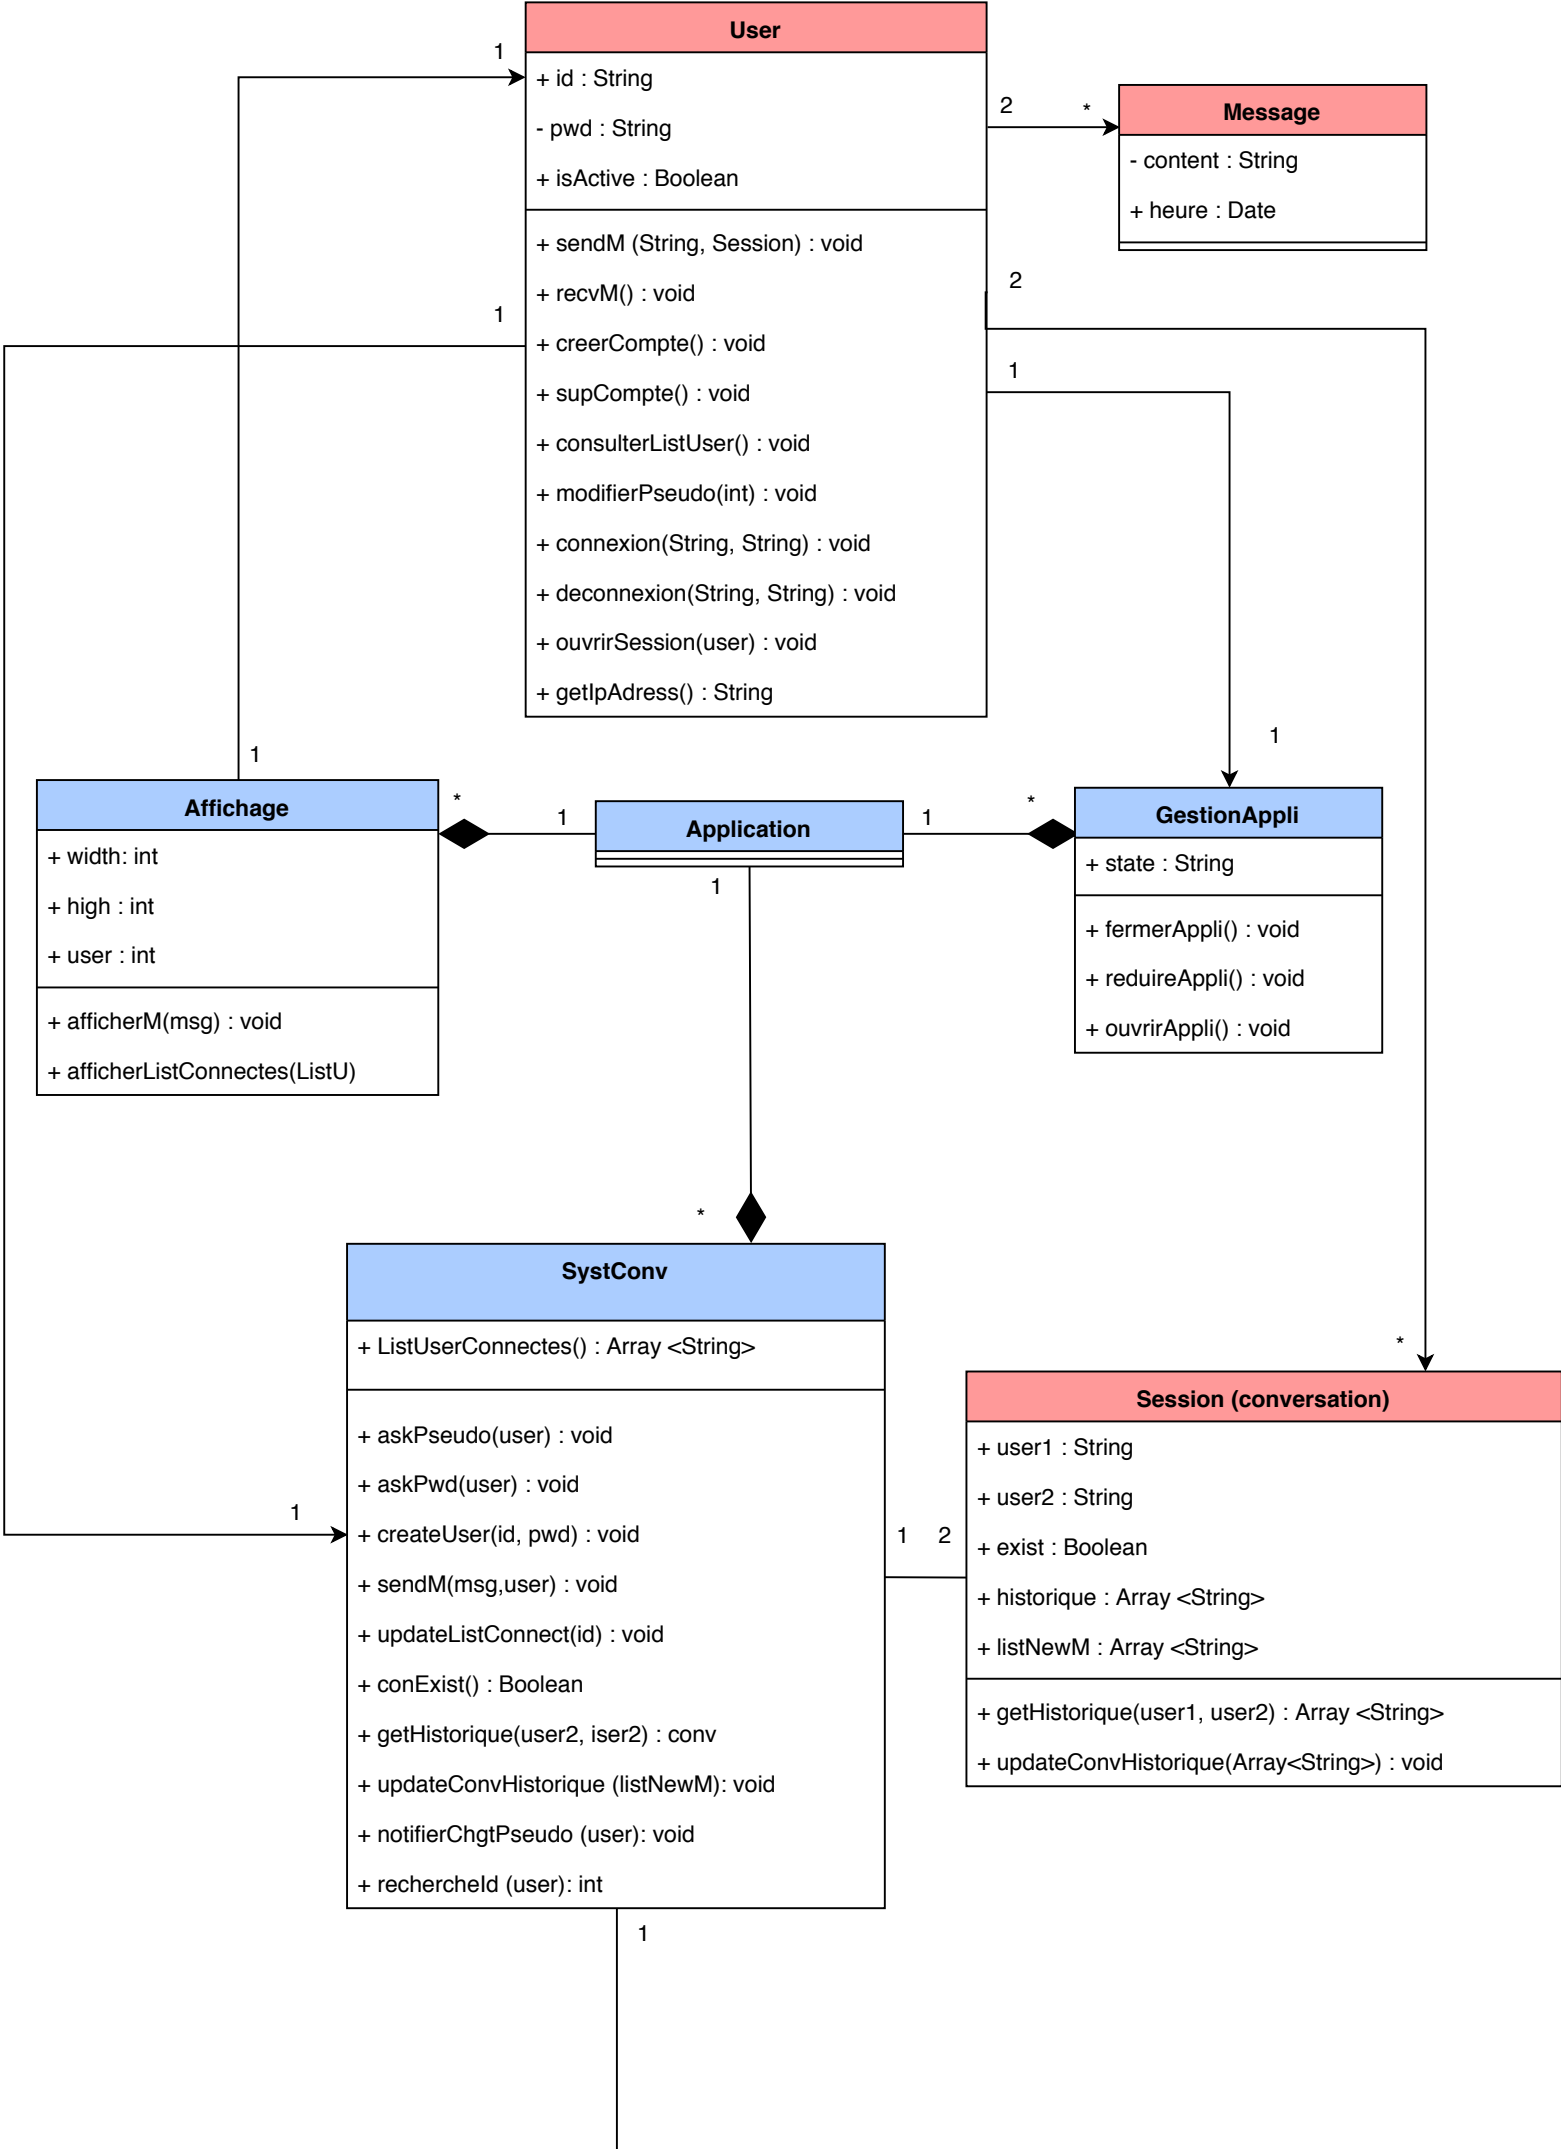 User
1
+ id : String
- pwd : String
+ isActive : Boolean
2
*
Message
- content : String
+ heure : Date
+ sendM (String, Session) : void
+ recvM() : void
2
1
+ creerCompte() : void
1
+ supCompte() : void
+ consulterListUser() : void
+ modifierPseudo(int) : void
+ connexion(String, String) : void
+ deconnexion(String, String) : void
+ ouvrirSession(user) : void
+ getIpAdress() : String
1
1
Affichage
+ width: int
+ high : int
+ user : int
+ afficherM(msg) : void
+ afficherListConnectes(ListU)
*
1
Application
1
*
1
GestionAppli
+ state : String
+ fermerAppli() : void
+ reduireAppli() : void
+ ouvrirAppli() : void
*
SystConv
+ ListUserConnectes() : Array <String>
+ askPseudo(user) : void
+ askPwd(user) : void
1
+ createUser(id, pwd) : void
+ sendM(msg,user) : void
+ updateListConnect(id) : void
+ conExist() : Boolean
+ getHistorique(user2, iser2) : conv
+ updateConvHistorique (listNewM): void
+ notifierChgtPseudo (user): void
+ rechercheId (user): int
1
1
2
*
Session (conversation)
+ user1 : String
+ user2 : String
+ exist : Boolean
+ historique : Array <String>
+ listNewM : Array <String>
+ getHistorique(user1, user2) : Array <String>
+ updateConvHistorique(Array<String>) : void